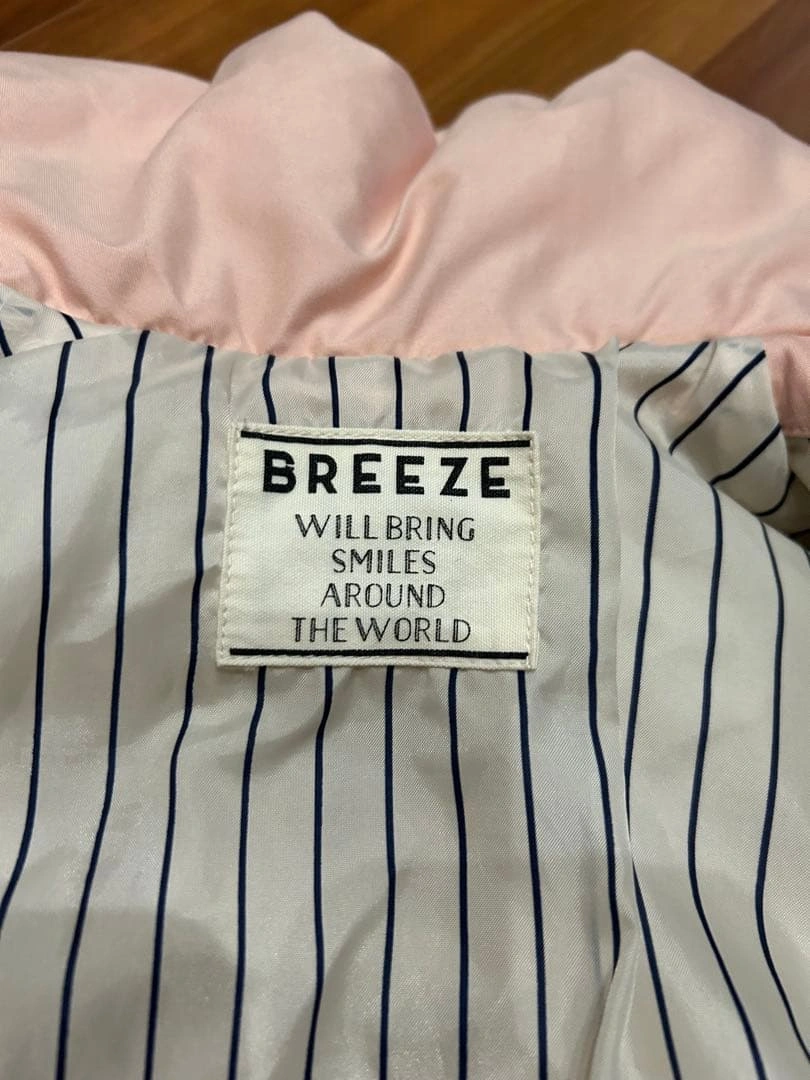 BREEZE
WILL BRING
SMILES
AROUND
THE WORLD